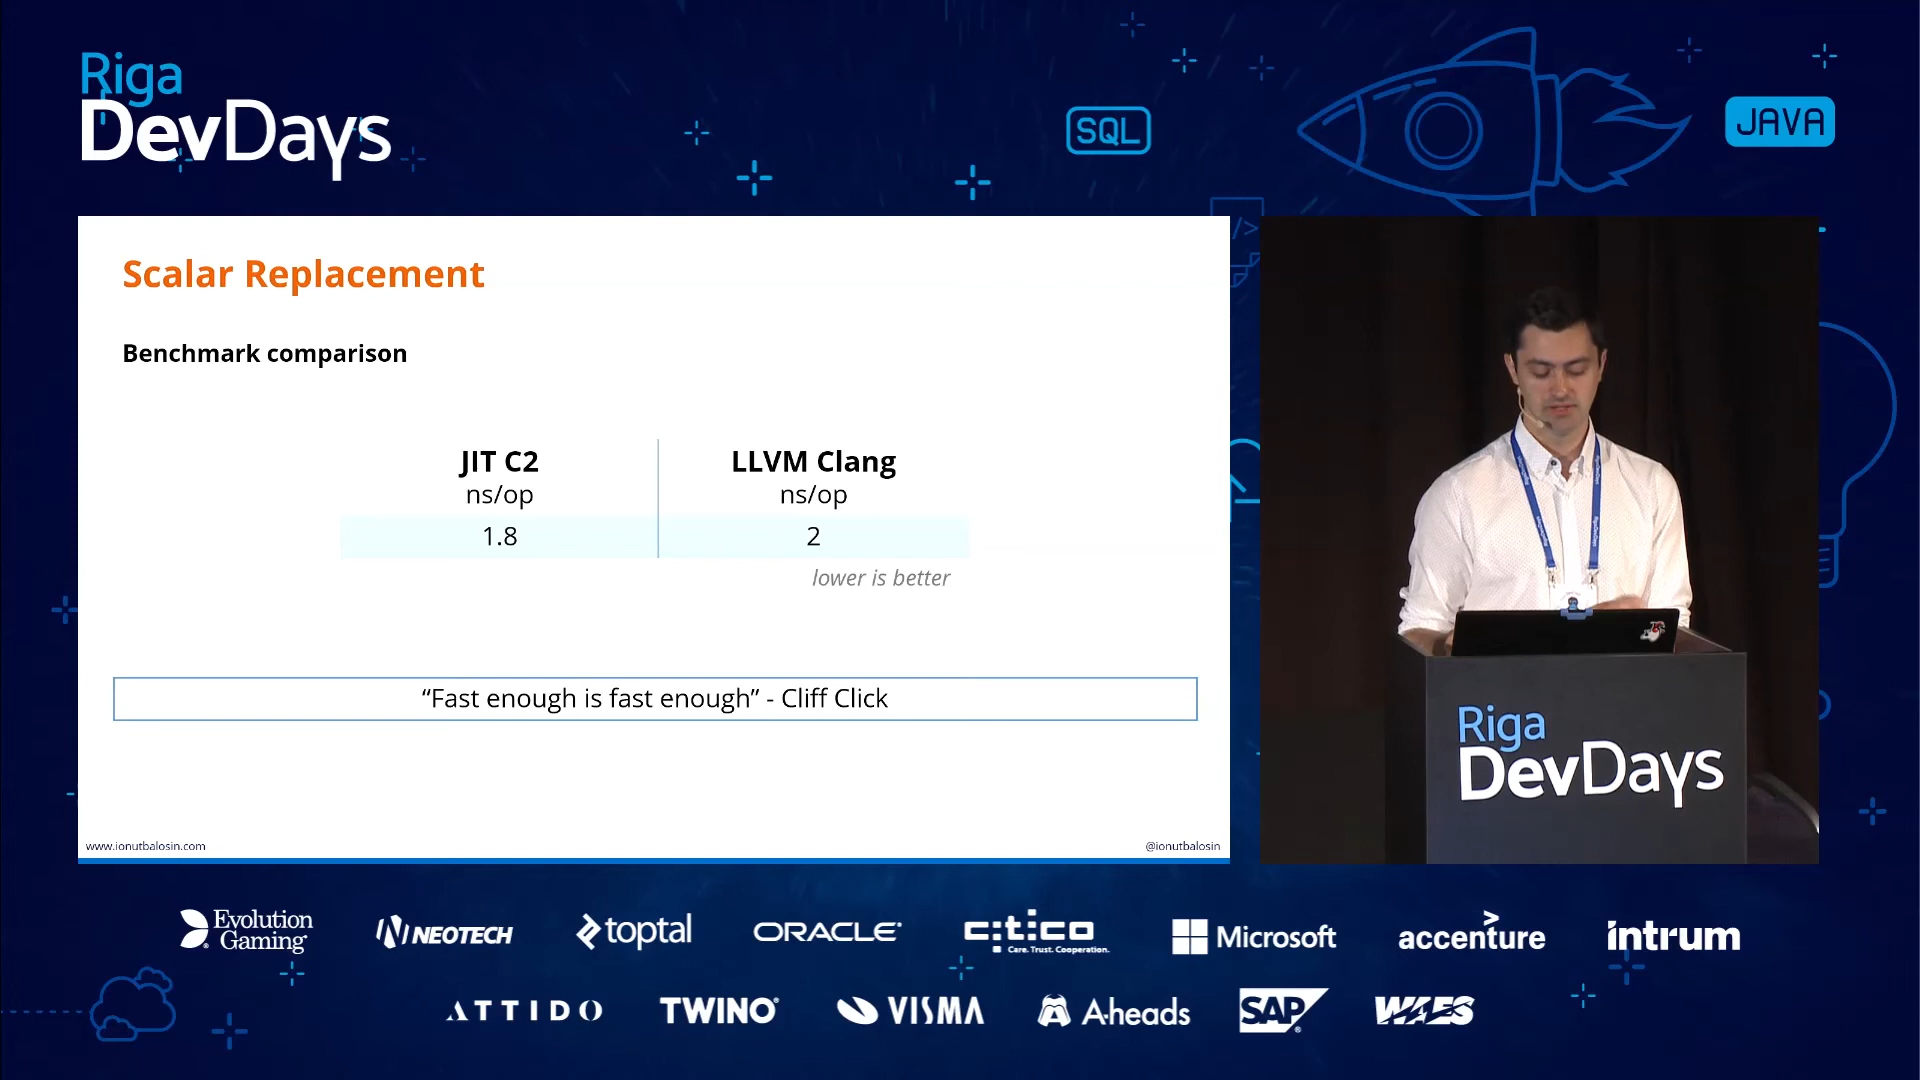 Riga
DevDays
SQL
JAVA
</>
Scalar Replacement
Benchmark comparison
JIT C2
LLVM Clang
ns/op
ns/op
1.8
2
lower is better
“Fast enough is fast enough” - Cliff Click
www.ionutbalosin.com
@ionutbalosin
Riga
DevDays
Evolution
Gaming
NEOTECH
toptal
ORACLE
citico
Care. Trust. Cooperation.
Microsoft
accenture
intrum
ATTIDO
TWINO
VISMA
A-heads
SAP